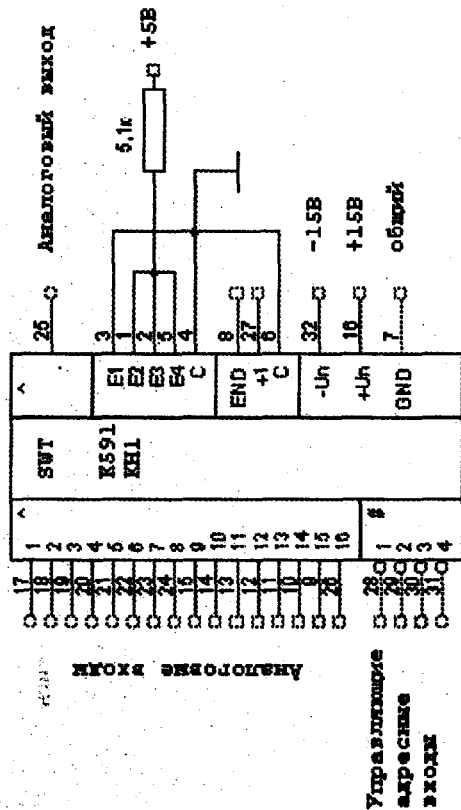 Аналоговые входы
17 1
18 2
19 3
20 4
21 5
22 6
23 7
24 8
15 9
14 10
13 11
12 12
11 13
10 14
9 15
26 16
Управляющие
адресные
входы
28 1
29 2
30 3
31 4
^
#
SWT
К591
КН1
^
25
Аналоговый выход
E1 3
E2 1
E3 2
E4 5
C 4
5,1к
+5В
END 8
+1 27
C 6
-Un 32 -15В
+Un 16 +15В
GND 7 общий